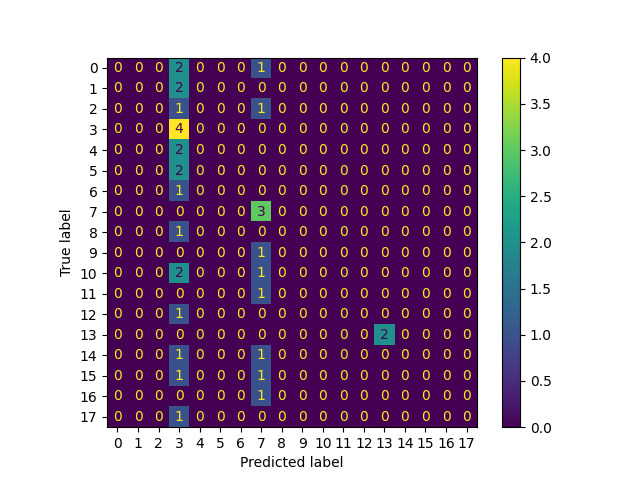 0 0 0 0 2 0 0 0 1 0 0 0 0 0 0 0 0 0 0
1 0 0 0 2 0 0 0 0 0 0 0 0 0 0 0 0 0 0
2 0 0 0 1 0 0 0 1 0 0 0 0 0 0 0 0 0 0
3 0 0 0 4 0 0 0 0 0 0 0 0 0 0 0 0 0 0
4 0 0 0 2 0 0 0 0 0 0 0 0 0 0 0 0 0 0
5 0 0 0 2 0 0 0 0 0 0 0 0 0 0 0 0 0 0
6 0 0 0 1 0 0 0 0 0 0 0 0 0 0 0 0 0 0
7 0 0 0 0 0 0 0 3 0 0 0 0 0 0 0 0 0 0
8 0 0 0 1 0 0 0 0 0 0 0 0 0 0 0 0 0 0
9 0 0 0 0 0 0 0 1 0 0 0 0 0 0 0 0 0 0
10 0 0 0 2 0 0 0 1 0 0 0 0 0 0 0 0 0 0
11 0 0 0 0 0 0 0 1 0 0 0 0 0 0 0 0 0 0
12 0 0 0 1 0 0 0 0 0 0 0 0 0 0 0 0 0 0
13 0 0 0 0 0 0 0 0 0 0 0 0 0 2 0 0 0 0
14 0 0 0 1 0 0 0 1 0 0 0 0 0 0 0 0 0 0
15 0 0 0 1 0 0 0 1 0 0 0 0 0 0 0 0 0 0
16 0 0 0 0 0 0 0 1 0 0 0 0 0 0 0 0 0 0
17 0 0 0 1 0 0 0 0 0 0 0 0 0 0 0 0 0 0
0 1 2 3 4 5 6 7 8 9 10 11 12 13 14 15 16 17
Predicted label
True label
4.0
3.5
3.0
2.5
2.0
1.5
1.0
0.5
0.0